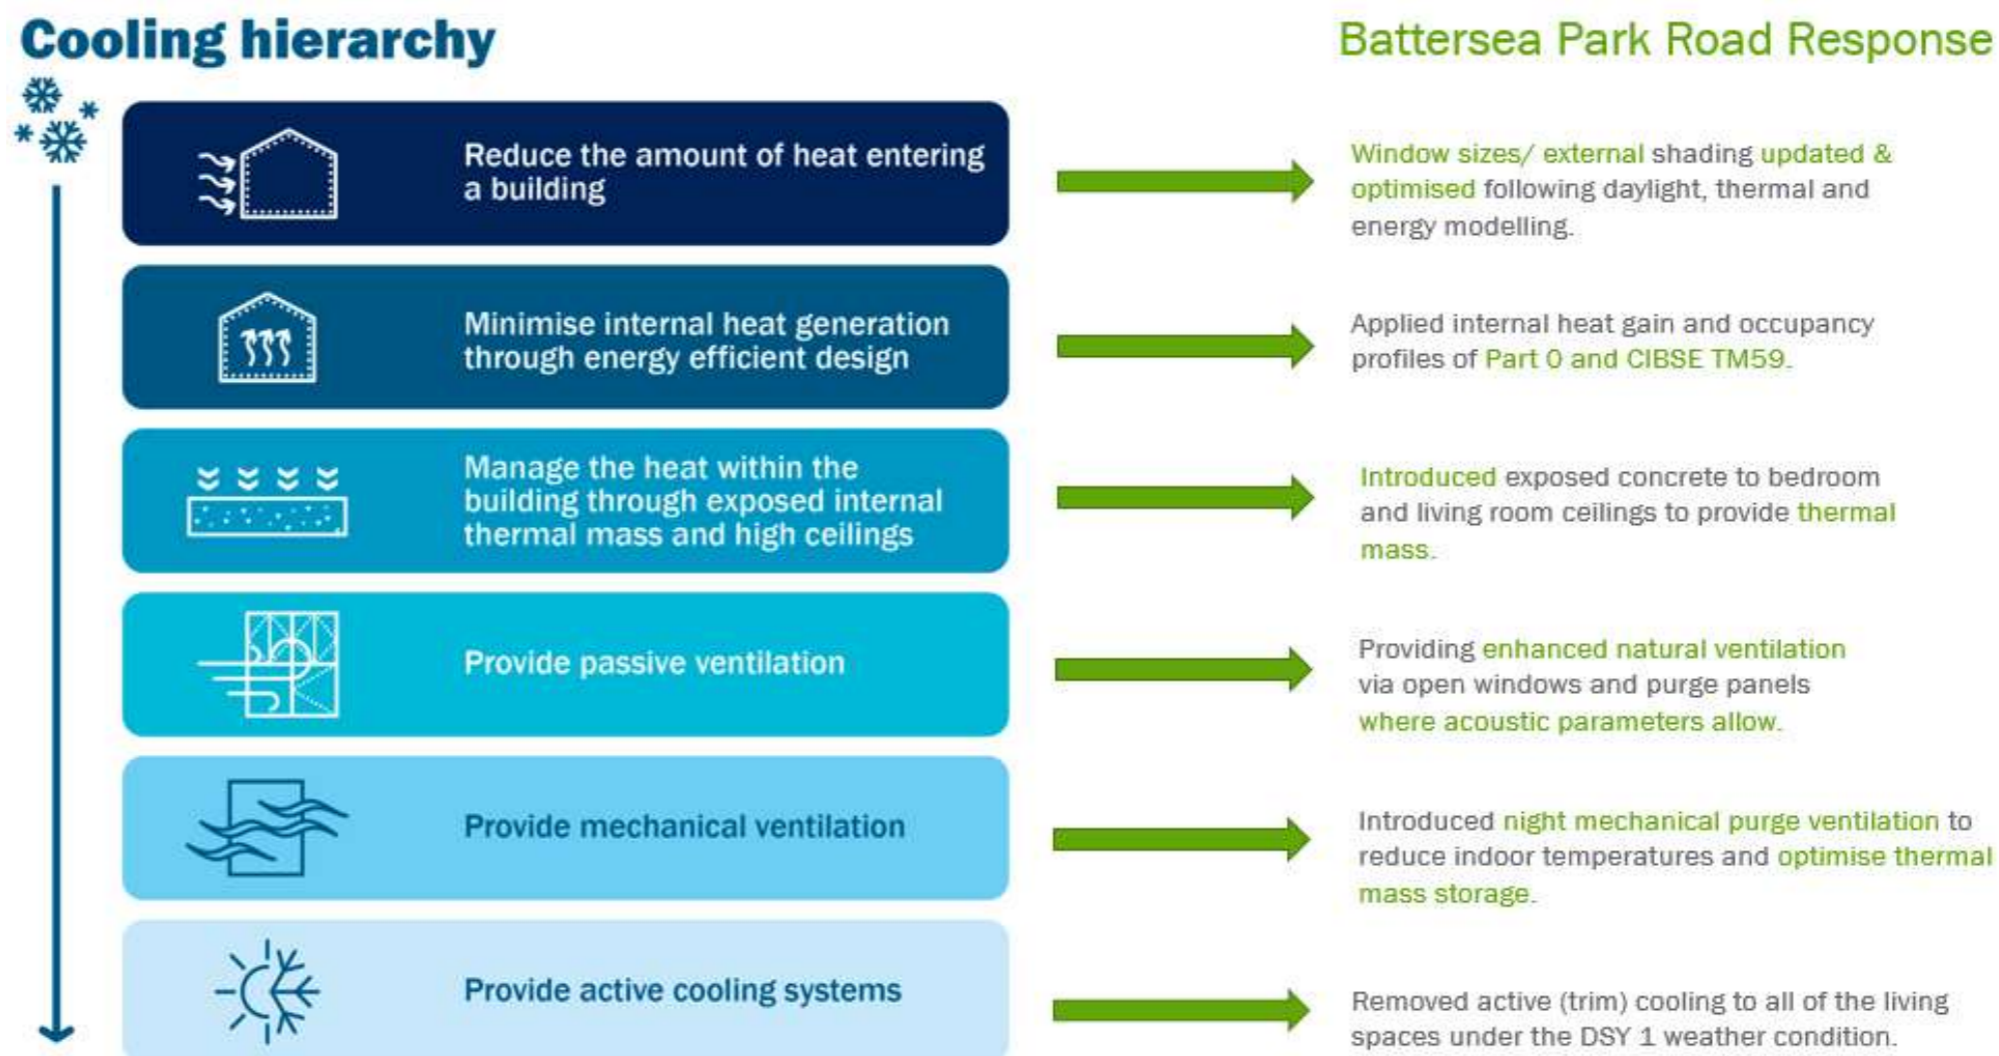 Cooling hierarchy
Battersea Park Road Response
Reduce the amount of heat entering
a building
Window sizes/ external shading updated &
optimised following daylight, thermal and
energy modelling.
Minimise internal heat generation
through energy efficient design
Applied internal heat gain and occupancy
profiles of Part O and CIBSE TM59.
Manage the heat within the
building through exposed internal
thermal mass and high ceilings
Introduced exposed concrete to bedroom
and living room ceilings to provide thermal
mass.
Provide passive ventilation
Providing enhanced natural ventilation
via open windows and purge panels
where acoustic parameters allow.
Provide mechanical ventilation
Introduced night mechanical purge ventilation to
reduce indoor temperatures and optimise thermal
mass storage.
Provide active cooling systems
Removed active (trim) cooling to all of the living
spaces under the DSY 1 weather condition.